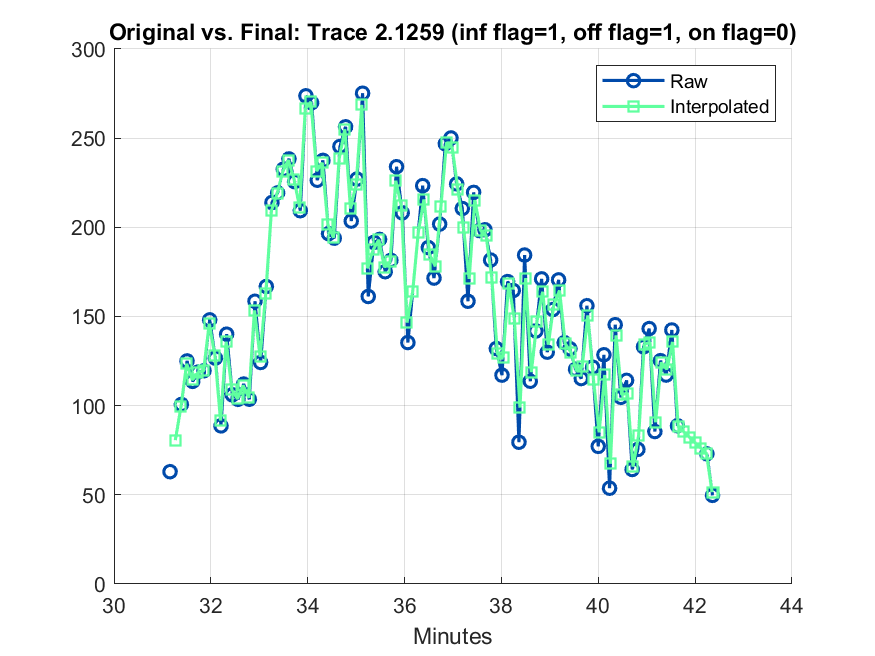 Original vs. Final: Trace 2.1259 (inf flag=1, off flag=1, on flag=0)
300
250
200
150
100
50
0
Raw
Interpolated
30 32 34 36 38 40 42 44
Minutes